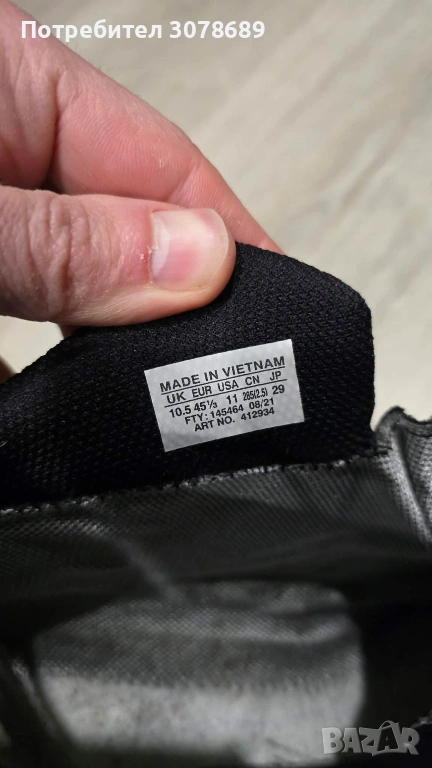 Потребител 3078689
MADE IN VIETNAM
UK EUR USA CN JP
10.5 45⅓ 11 285(2.5) 29
FTY: 145464 08/21
ART NO. 412934
BAZAR